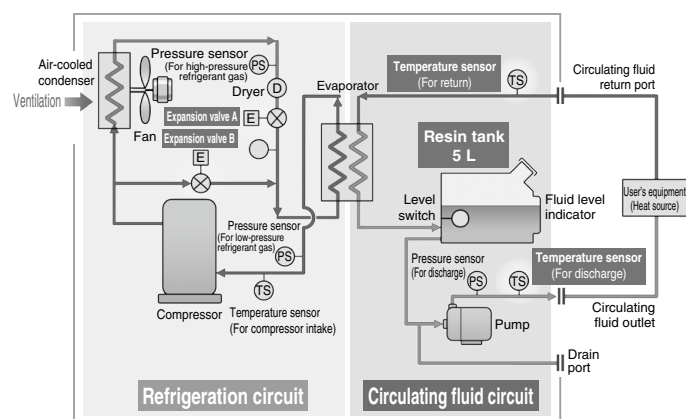 Air-cooled
condenser
Ventilation
Fan
Pressure sensor
(For high-pressure
refrigerant gas)
PS
Dryer
D
Expansion valve A
E
Expansion valve B
E
Evaporator
Temperature sensor
(For return)
TS
Circulating fluid
return port
Resin tank
5 L
Level
switch
Fluid level
indicator
User's equipment
(Heat source)
Pressure sensor
(For low-pressure
refrigerant gas)
PS
TS
Compressor
Temperature sensor
(For compressor intake)
Pressure sensor
(For discharge)
PS
TS
Temperature sensor
(For discharge)
Pump
Circulating
fluid outlet
Drain
port
Refrigeration circuit
Circulating fluid circuit